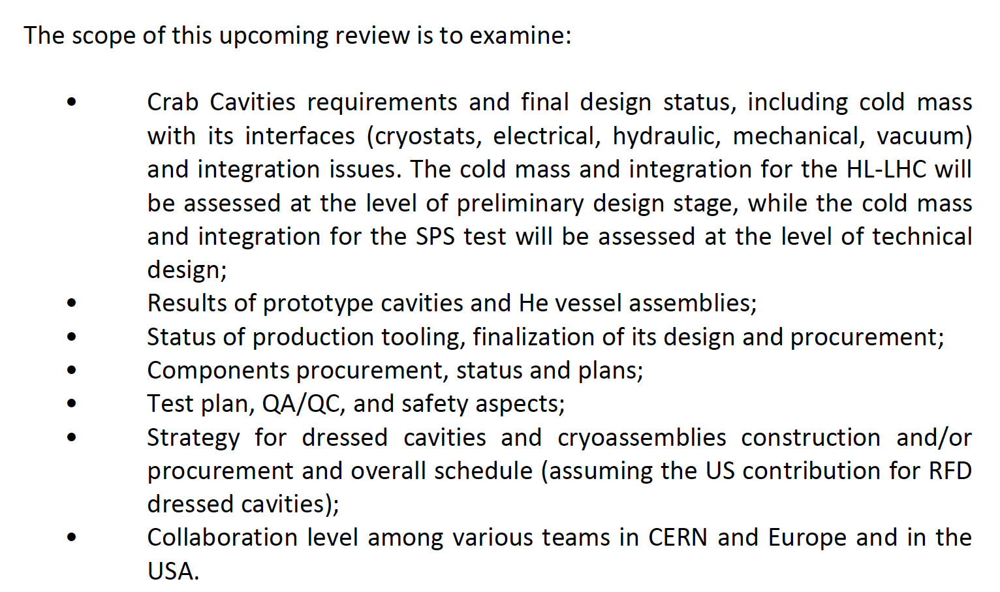 The scope of this upcoming review is to examine:
• Crab Cavities requirements and final design status, including cold mass
with its interfaces (cryostats, electrical, hydraulic, mechanical, vacuum)
and integration issues. The cold mass and integration for the HL-LHC will
be assessed at the level of preliminary design stage, while the cold mass
and integration for the SPS test will be assessed at the level of technical
design;
• Results of prototype cavities and He vessel assemblies;
• Status of production tooling, finalization of its design and procurement;
• Components procurement, status and plans;
• Test plan, QA/QC, and safety aspects;
• Strategy for dressed cavities and cryoassemblies construction and/or
procurement and overall schedule (assuming the US contribution for RFD
dressed cavities);
• Collaboration level among various teams in CERN and Europe and in the
USA.